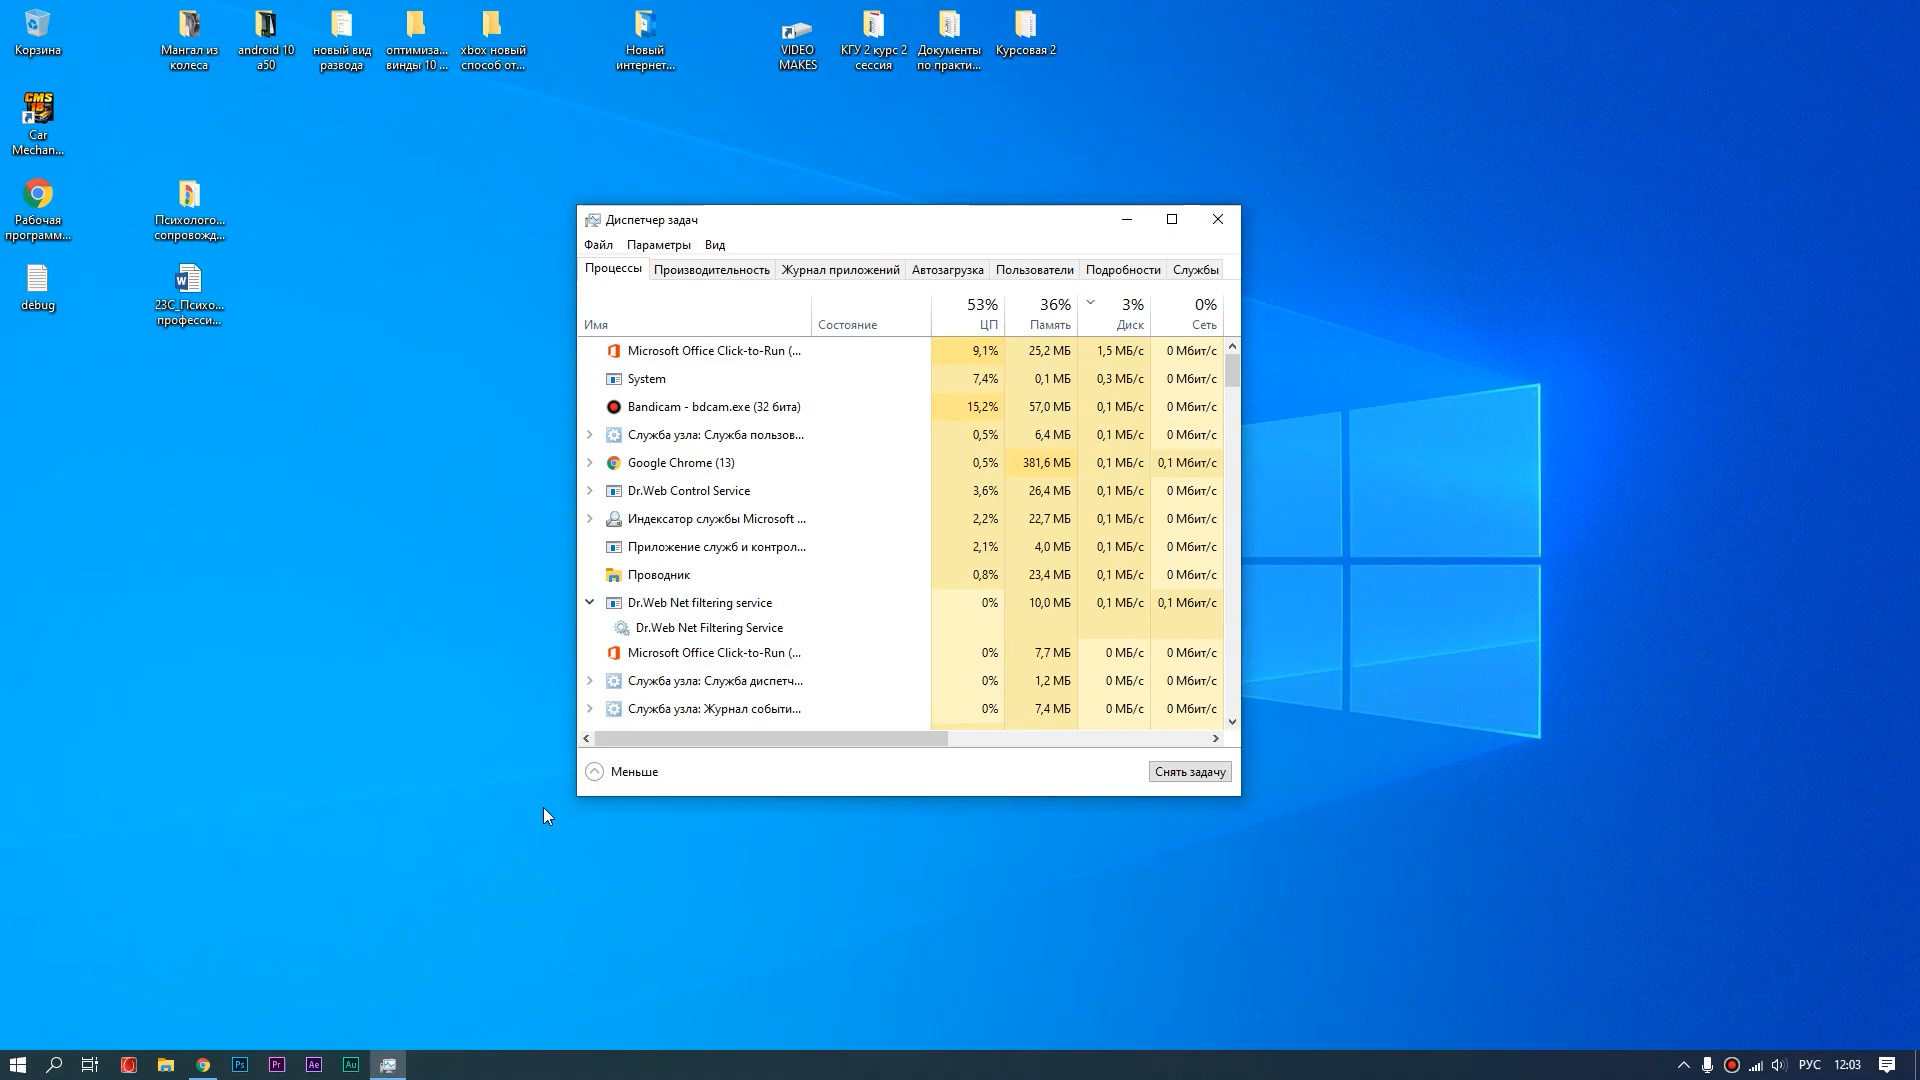 Корзина
Мангал из
колеса
android 10
a50
новый вид
развода
оптимиза...
винды 10 ...
xbox новый
способ от...
Новый
интернет...
VIDEO
MAKES
КГУ 2 курс 2
сессия
Документы
по практи...
Курсовая 2
CMS
18
Car
Mechan...
Рабочая
программ...
Психолого...
сопровожд...
debug
23С_Психо...
професси...
Диспетчер задач
Файл Параметры Вид
Процессы Производительность Журнал приложений Автозагрузка Пользователи Подробности Службы
53% 36% 3% 0%
Имя Состояние ЦП Память Диск Сеть
Microsoft Office Click-to-Run (... 9,1% 25,2 МБ 1,5 МБ/с 0 Мбит/с
System 7,4% 0,1 МБ 0,3 МБ/с 0 Мбит/с
Bandicam - bdcam.exe (32 бита) 15,2% 57,0 МБ 0,1 МБ/с 0 Мбит/с
Служба узла: Служба пользов... 0,5% 6,4 МБ 0,1 МБ/с 0 Мбит/с
Google Chrome (13) 0,5% 381,6 МБ 0,1 МБ/с 0,1 Мбит/с
Dr.Web Control Service 3,6% 26,4 МБ 0,1 МБ/с 0 Мбит/с
Индексатор службы Microsoft ... 2,2% 22,7 МБ 0,1 МБ/с 0 Мбит/с
Приложение служб и контрол... 2,1% 4,0 МБ 0,1 МБ/с 0 Мбит/с
Проводник 0,8% 23,4 МБ 0,1 МБ/с 0 Мбит/с
Dr.Web Net filtering service 0% 10,0 МБ 0,1 МБ/с 0,1 Мбит/с
Dr.Web Net Filtering Service
Microsoft Office Click-to-Run (... 0% 7,7 МБ 0 МБ/с 0 Мбит/с
Служба узла: Служба диспетч... 0% 1,2 МБ 0 МБ/с 0 Мбит/с
Служба узла: Журнал событи... 0% 7,4 МБ 0 МБ/с 0 Мбит/с
Меньше Снять задачу
Ps Pr Ae Au РУС 12:03